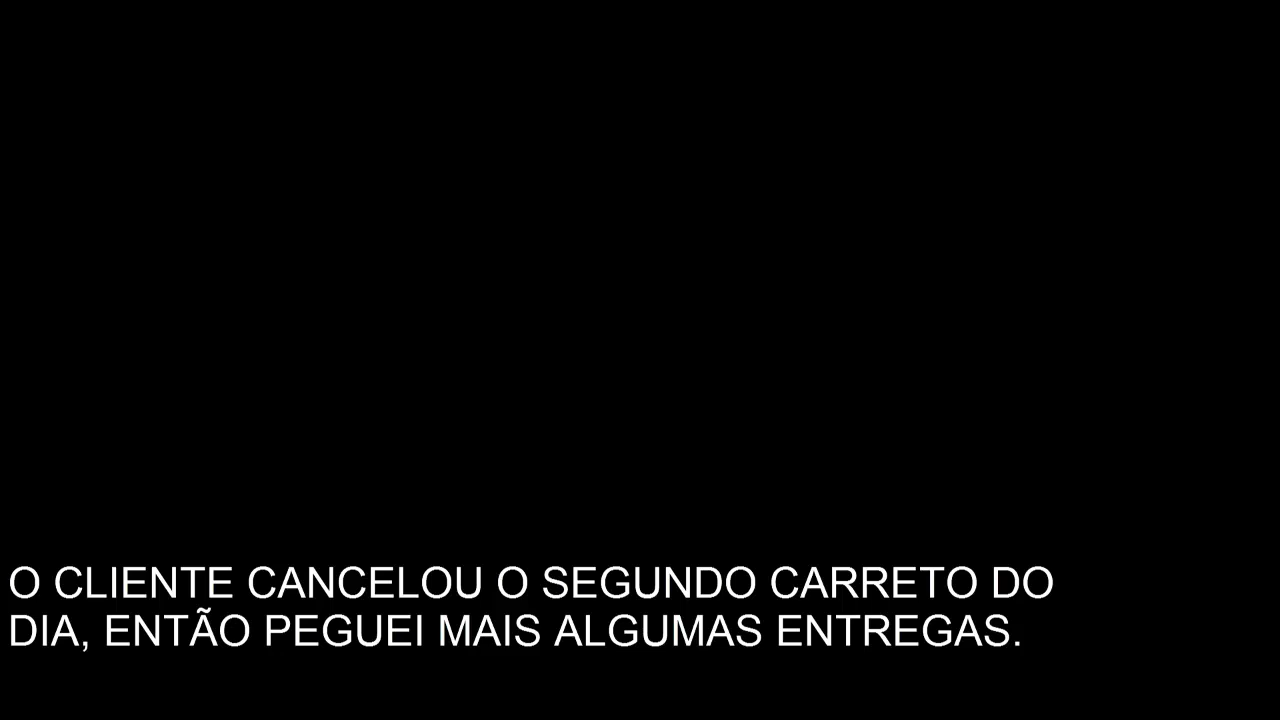 O CLIENTE CANCELOU O SEGUNDO CARRETO DO
DIA, ENTÃO PEGUEI MAIS ALGUMAS ENTREGAS.